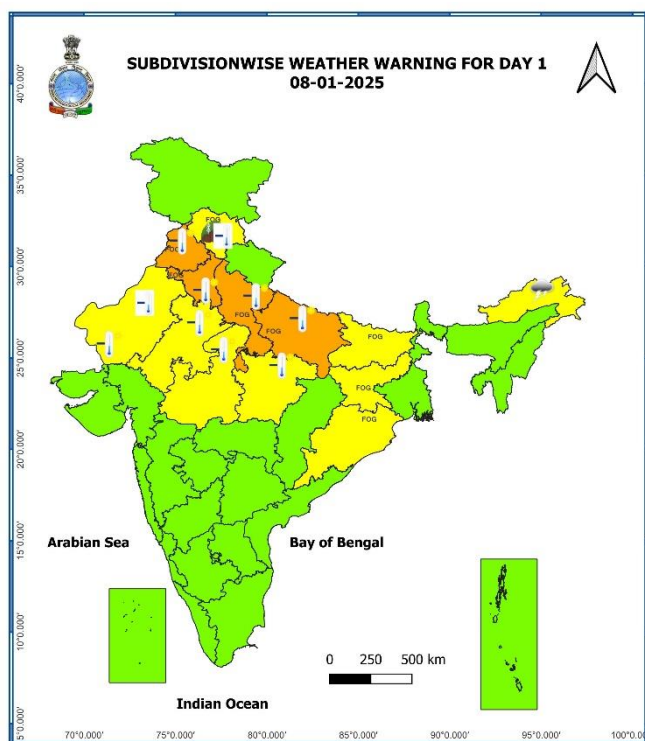 SUBDIVISIONWISE WEATHER WARNING FOR DAY 1
08-01-2025
40°0.000'
35°0.000'
FOG
30°0.000'
FOG
FOG
25°0.000'
FOG
FOG
FOG
20°0.000'
15°0.000'
Arabian Sea
Bay of Bengal
10°0.000'
0 250 500 km
Indian Ocean
5°0.000'
70°0.000' 75°0.000' 80°0.000' 85°0.000' 90°0.000' 95°0.000' 100°0.0